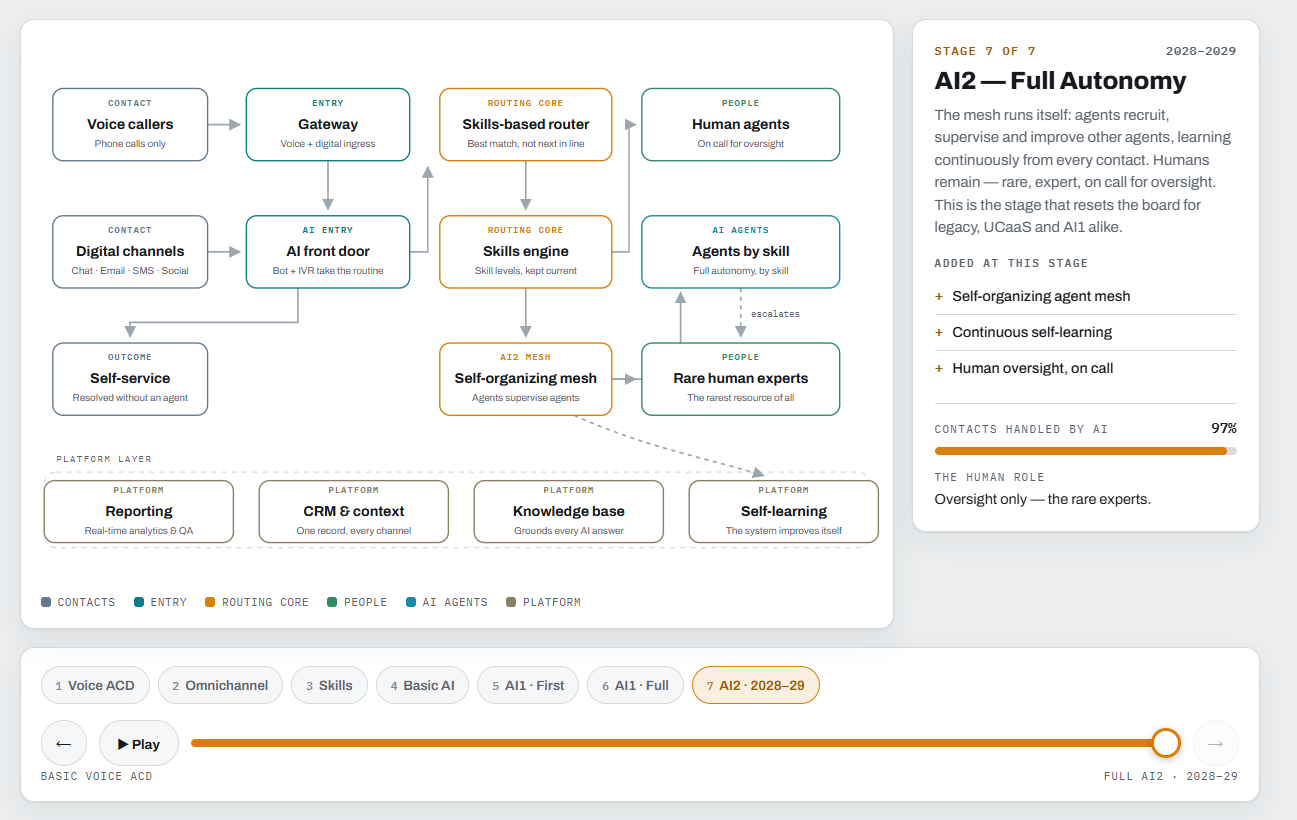 CONTACT
Voice callers
Phone calls only
ENTRY
Gateway
Voice + digital ingress
ROUTING CORE
Skills-based router
Best match, not next in line
PEOPLE
Human agents
On call for oversight
CONTACT
Digital channels
Chat · Email · SMS · Social
AI ENTRY
AI front door
Bot + IVR take the routine
ROUTING CORE
Skills engine
Skill levels, kept current
AI AGENTS
Agents by skill
Full autonomy, by skill
escalates
OUTCOME
Self-service
Resolved without an agent
AI2 MESH
Self-organizing mesh
Agents supervise agents
PEOPLE
Rare human experts
The rarest resource of all
PLATFORM LAYER
PLATFORM
Reporting
Real-time analytics & QA
PLATFORM
CRM & context
One record, every channel
PLATFORM
Knowledge base
Grounds every AI answer
PLATFORM
Self-learning
The system improves itself
CONTACTS ENTRY ROUTING CORE PEOPLE AI AGENTS PLATFORM
STAGE 7 OF 7 2028–2029
AI2 — Full Autonomy
The mesh runs itself: agents recruit,
supervise and improve other agents, learning
continuously from every contact. Humans
remain — rare, expert, on call for oversight.
This is the stage that resets the board for
legacy, UCaaS and AI1 alike.
ADDED AT THIS STAGE
+ Self-organizing agent mesh
+ Continuous self-learning
+ Human oversight, on call
CONTACTS HANDLED BY AI 97%
THE HUMAN ROLE
Oversight only — the rare experts.
1 Voice ACD 2 Omnichannel 3 Skills 4 Basic AI 5 AI1 · First 6 AI1 · Full 7 AI2 · 2028–29
← ▶ Play →
BASIC VOICE ACD FULL AI2 · 2028–29